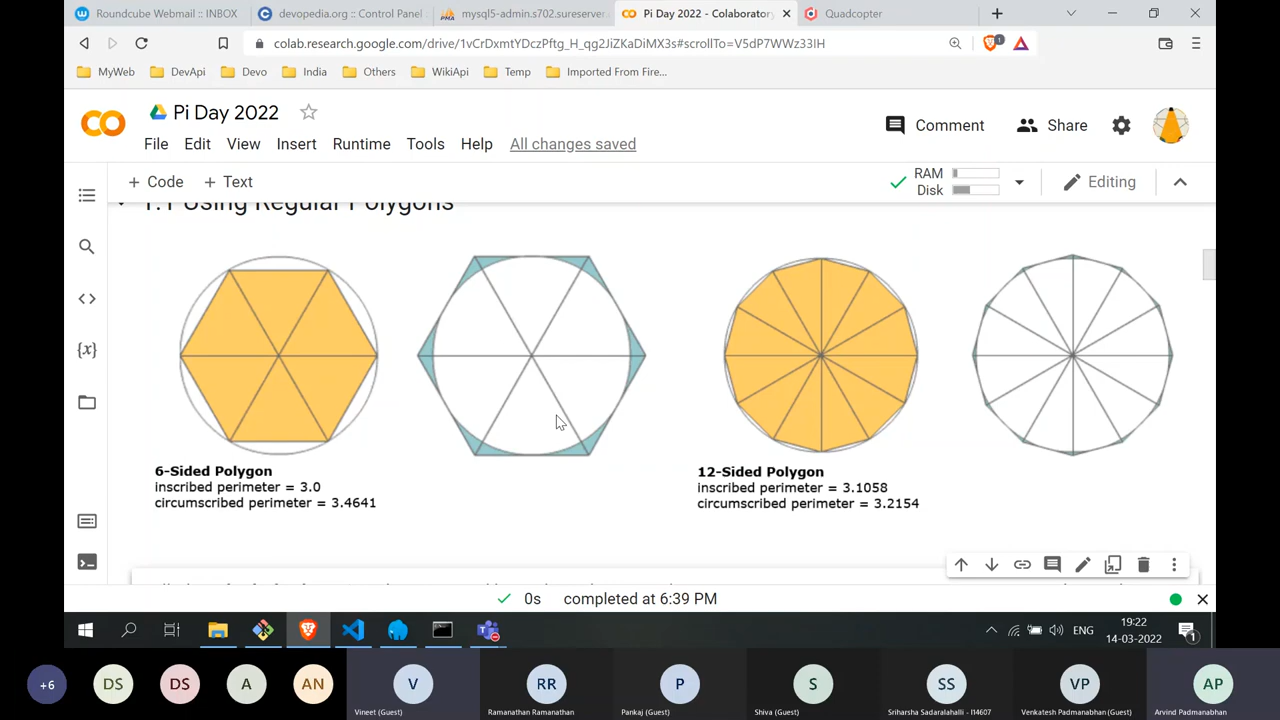 Roundcube Webmail :: INBOX
devopedia.org :: Control Panel
mysql5-admin.s702.sureserver.
Pi Day 2022 - Colaboratory
Quadcopter
colab.research.google.com/drive/1vCrDxmtYDczPftg_H_qg2JiZKaDiMX3s#scrollTo=V5dP7WWz33lH
1
MyWeb
DevApi
Devo
India
Others
WikiApi
Temp
Imported From Fire...
Pi Day 2022
File Edit View Insert Runtime Tools Help All changes saved
Comment
Share
+ Code + Text
RAM
Disk
Editing
1.1 Using Regular Polygons
{x}
6-Sided Polygon
inscribed perimeter = 3.0
circumscribed perimeter = 3.4641
12-Sided Polygon
inscribed perimeter = 3.1058
circumscribed perimeter = 3.2154
0s completed at 6:39 PM
ENG
19:22
14-03-2022
1
+6
DS
DS
A
AN
V
Vineet (Guest)
RR
Ramanathan Ramanathan
P
Pankaj (Guest)
S
Shiva (Guest)
SS
Sriharsha Sadaralahalli - I14607
VP
Venkatesh Padmanabhan (Guest)
AP
Arvind Padmanabhan